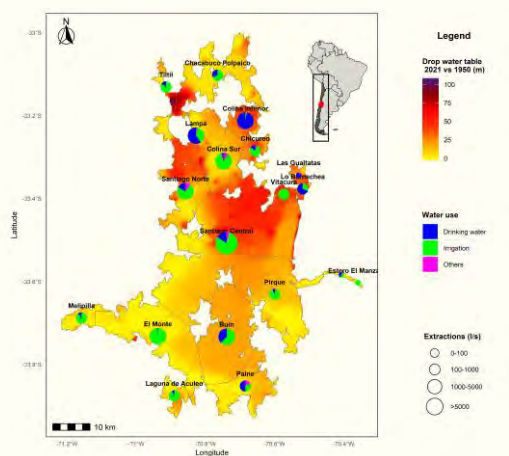 N
-33°S
-33.2°S
-33.4°S
-33.6°S
-33.8°S
Latitude
Tiltil
Chacabuco Polpaico
Colina Inferior
Lampa
Chicureo
Colina Sur
Las Gualtatas
Santiago Norte
Vitacura
Lo Barnechea
Santiago Central
Pirque
Estero El Manza
Melipilla
El Monte
Buin
Paine
Laguna de Aculeo
10 km
-71.2°W
-71°W
-70.8°W
-70.6°W
-70.4°W
Longitude
Legend
Drop water table
2021 vs 1950 (m)
100
75
50
25
0
Water use
Drinking water
Irrigation
Others
Extractions (l/s)
0-100
100-1000
1000-5000
>5000